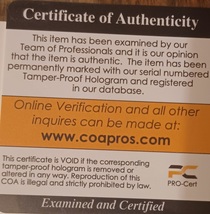 Certificate of Authenticity
This item has been examined by our
Team of Professionals and it is our opinion
that the item is authentic. The item has been
permanently marked with our serial numbered
Tamper-Proof Hologram and registered
in our database.
Online Verification and all other
inquires can be made at:
www.coapros.com
This certificate is VOID if the corresponding
tamper-proof hologram is removed or
altered in any way. Reproduction of this
COA is illegal and strictly prohibited by law.
PRO-Cert
Examined and Certified